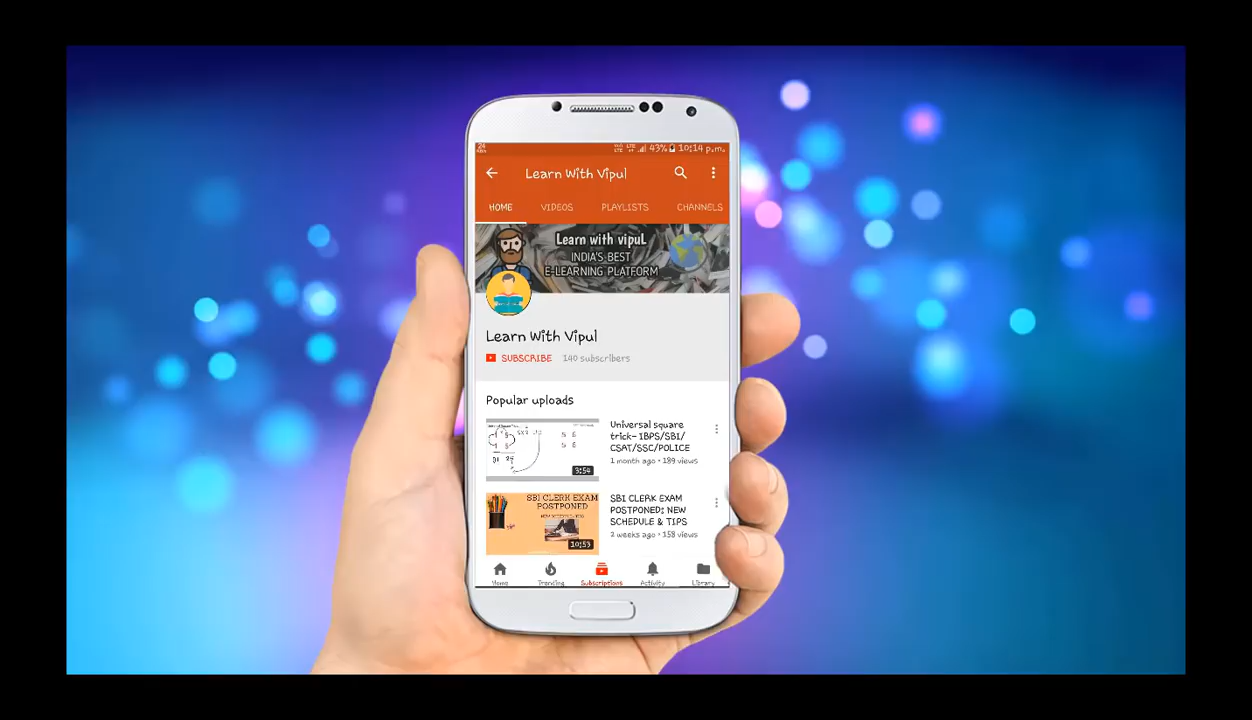 24
43% 10:14 p.m.
Learn With Vipul
HOME VIDEOS PLAYLISTS CHANNELS
Learn with vipuL
INDIA'S BEST
E-LEARNING PLATFORM
Learn With Vipul
SUBSCRIBE 140 subscribers
Popular uploads
Universal square
trick- IBPS/SBI/
CSAT/SSC/POLICE
1 month ago • 189 views
3:54
SBI CLERK EXAM
POSTPONED
10:53
SBI CLERK EXAM
POSTPONED; NEW
SCHEDULE & TIPS
2 weeks ago • 158 views
Home Trending Subscriptions Activity Library